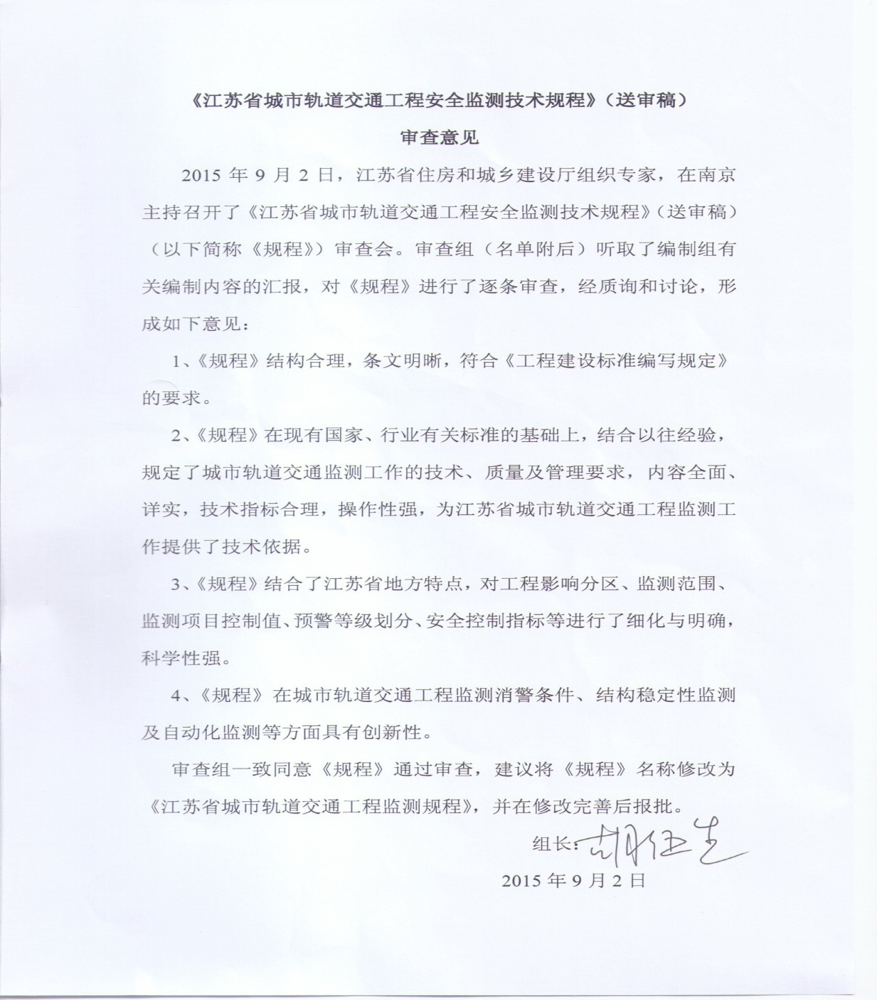 《江苏省城市轨道交通工程安全监测技术规程》（送审稿）
审查意见
2015 年 9 月 2 日，江苏省住房和城乡建设厅组织专家，在南京
主持召开了《江苏省城市轨道交通工程安全监测技术规程》（送审稿）
（以下简称《规程》）审查会。审查组（名单附后）听取了编制组有
关编制内容的汇报，对《规程》进行了逐条审查，经质询和讨论，形
成如下意见：
1、《规程》结构合理，条文明晰，符合《工程建设标准编写规定》
的要求。
2、《规程》在现有国家、行业有关标准的基础上，结合以往经验，
规定了城市轨道交通监测工作的技术、质量及管理要求，内容全面、
详实，技术指标合理，操作性强，为江苏省城市轨道交通工程监测工
作提供了技术依据。
3、《规程》结合了江苏省地方特点，对工程影响分区、监测范围、
监测项目控制值、预警等级划分、安全控制指标等进行了细化与明确，
科学性强。
4、《规程》在城市轨道交通工程监测消警条件、结构稳定性监测
及自动化监测等方面具有创新性。
审查组一致同意《规程》通过审查，建议将《规程》名称修改为
《江苏省城市轨道交通工程监测规程》，并在修改完善后报批。
组长：胡伍生
2015 年 9 月 2 日